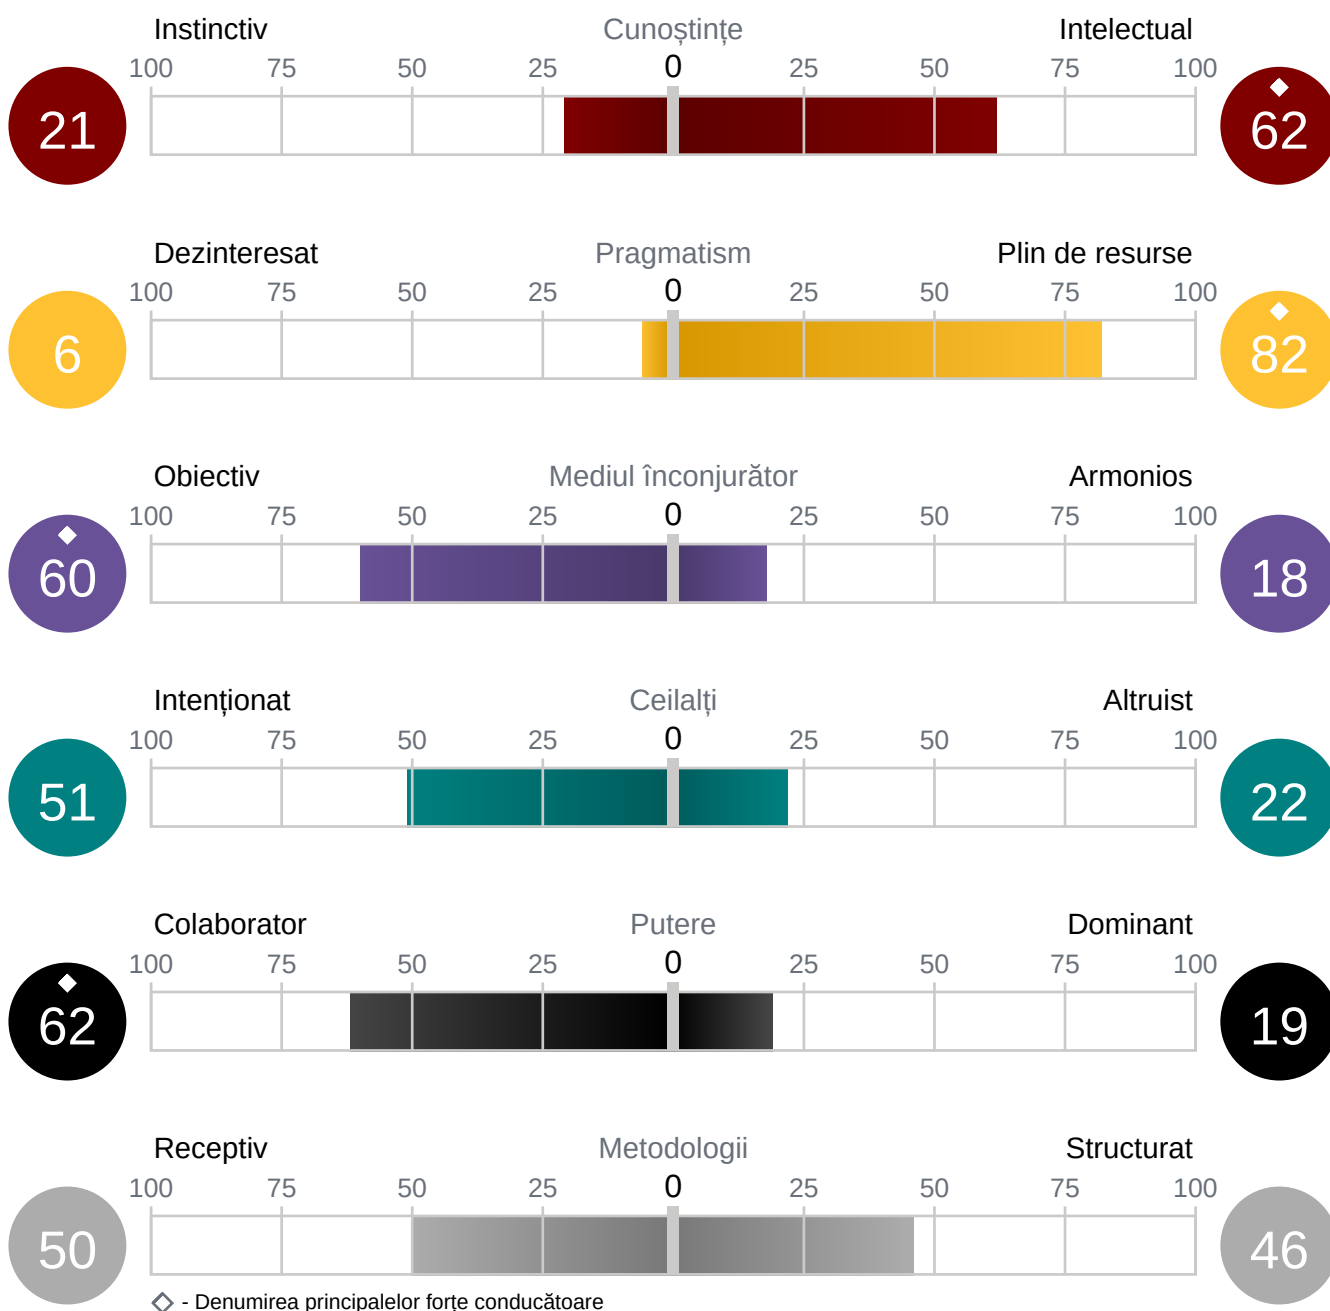 Instinctiv Cunoștințe Intelectual
100 75 50 25 0 25 50 75 100
21 62
Dezinteresat Pragmatism Plin de resurse
100 75 50 25 0 25 50 75 100
6 82
Obiectiv Mediul înconjurător Armonios
100 75 50 25 0 25 50 75 100
60 18
Intenționat Ceilalți Altruist
100 75 50 25 0 25 50 75 100
51 22
Colaborator Putere Dominant
100 75 50 25 0 25 50 75 100
62 19
Receptiv Metodologii Structurat
100 75 50 25 0 25 50 75 100
50 46
- Denumirea principalelor forțe conducătoare